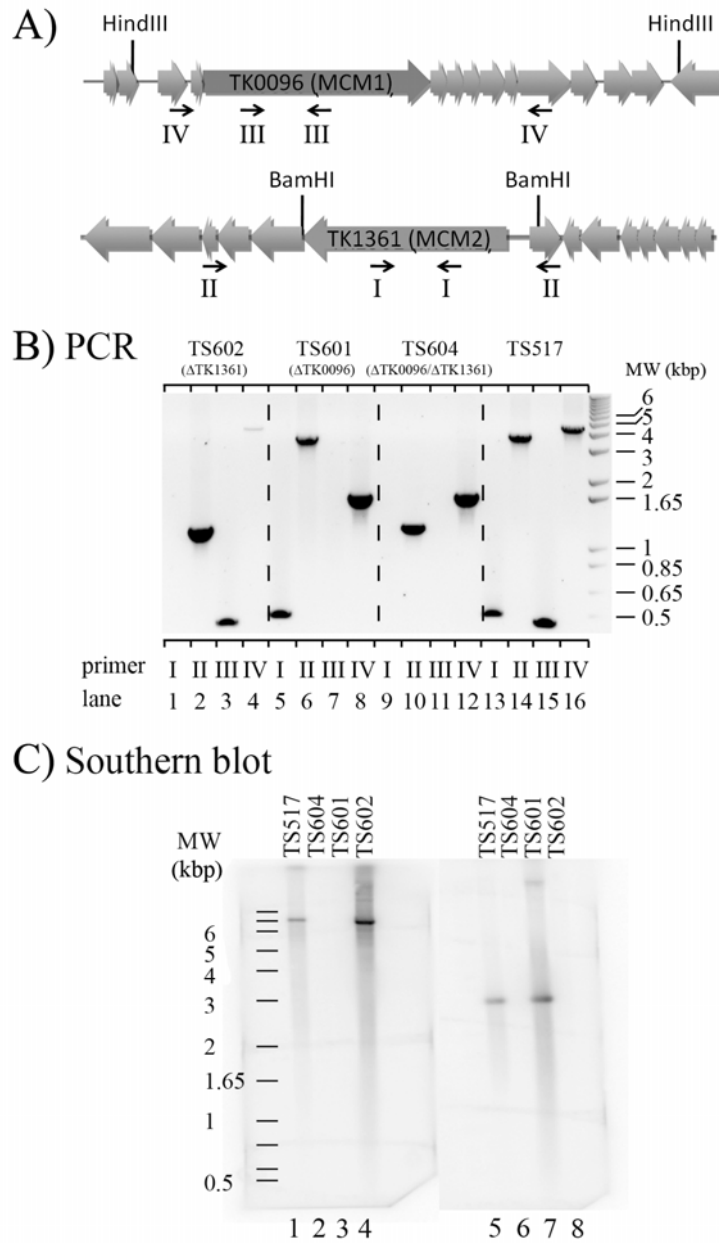 A)
HindIII HindIII
TK0096 (MCM1)
IV III III IV
BamHI BamHI
TK1361 (MCM2)
II I I II
B) PCR
TS602 TS601 TS604 TS517
(ΔTK1361) (ΔTK0096) (ΔTK0096/ΔTK1361)
MW (kbp)
6
5
4
3
2
1.65
1
0.85
0.65
0.5
primer I II III IV I II III IV I II III IV I II III IV
lane 1 2 3 4 5 6 7 8 9 10 11 12 13 14 15 16
C) Southern blot
MW (kbp)
TS517 TS604 TS601 TS602 TS517 TS604 TS601 TS602
6
5
4
3
2
1.65
1
0.5
1 2 3 4 5 6 7 8